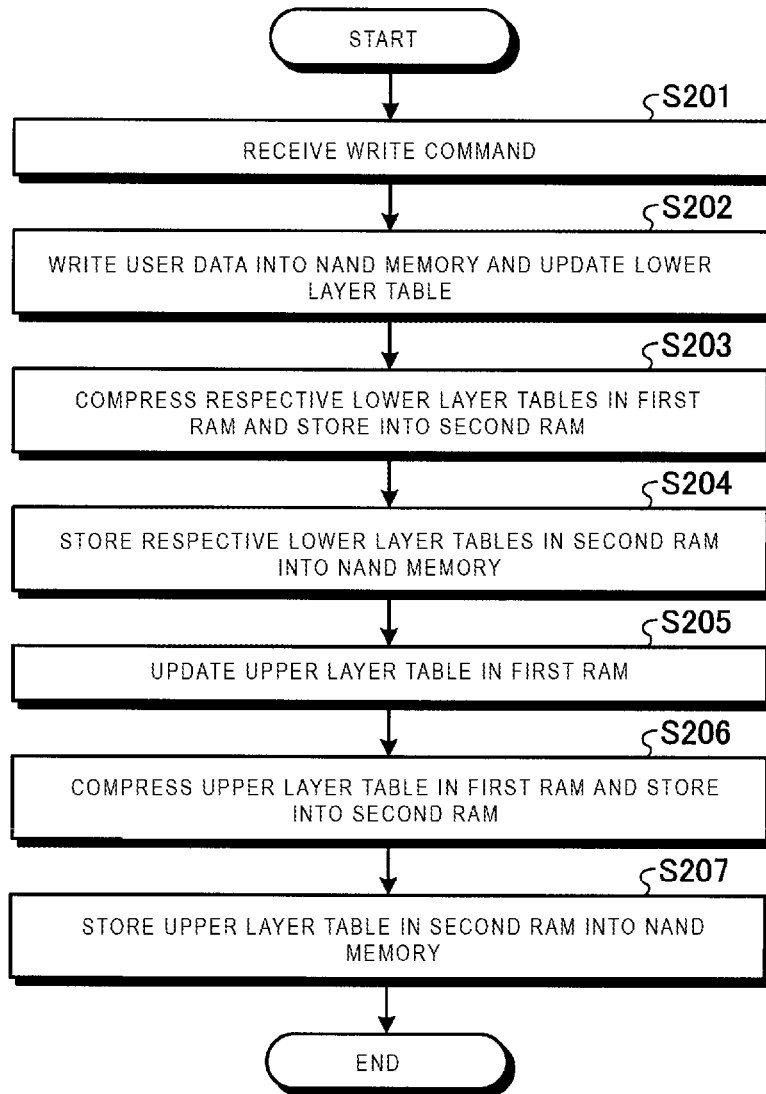 START
S201
RECEIVE WRITE COMMAND
S202
WRITE USER DATA INTO NAND MEMORY AND UPDATE LOWER
LAYER TABLE
S203
COMPRESS RESPECTIVE LOWER LAYER TABLES IN FIRST
RAM AND STORE INTO SECOND RAM
S204
STORE RESPECTIVE LOWER LAYER TABLES IN SECOND RAM
INTO NAND MEMORY
S205
UPDATE UPPER LAYER TABLE IN FIRST RAM
S206
COMPRESS UPPER LAYER TABLE IN FIRST RAM AND STORE
INTO SECOND RAM
S207
STORE UPPER LAYER TABLE IN SECOND RAM INTO NAND
MEMORY
END